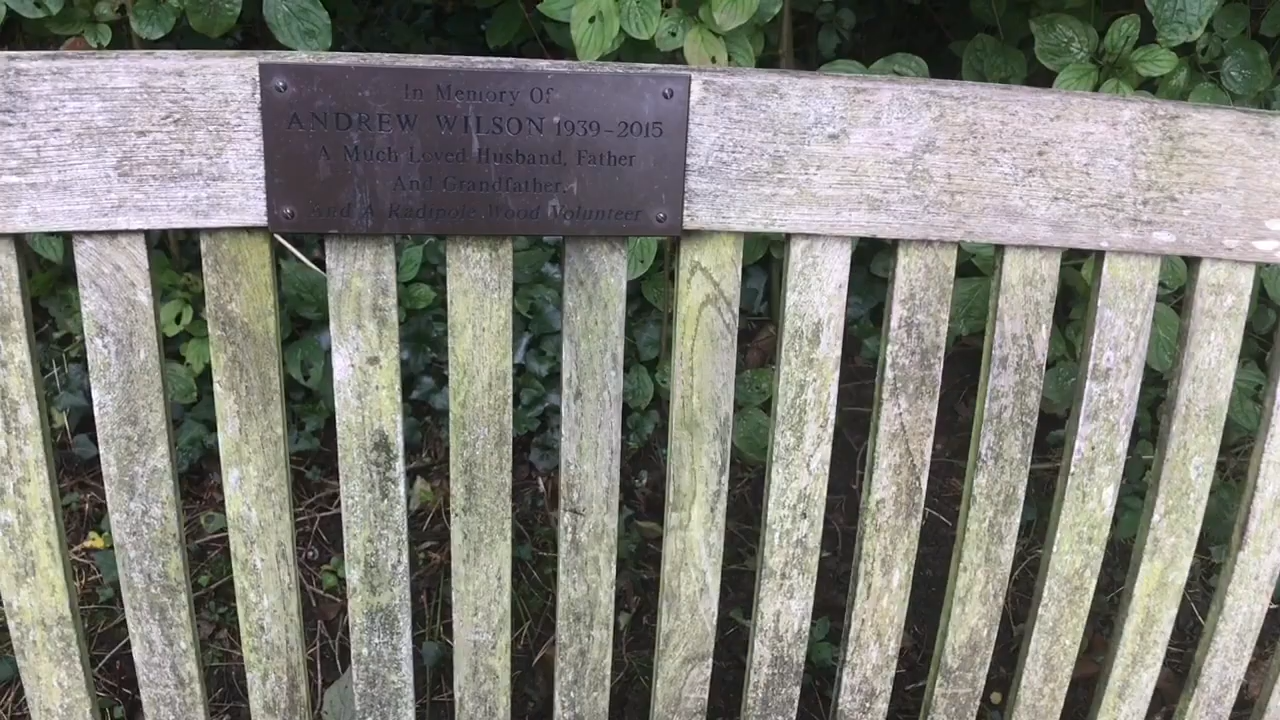 In Memory Of
ANDREW WILSON 1939-2015
A Much Loved Husband, Father
And Grandfather.
And A Radipole Wood Volunteer